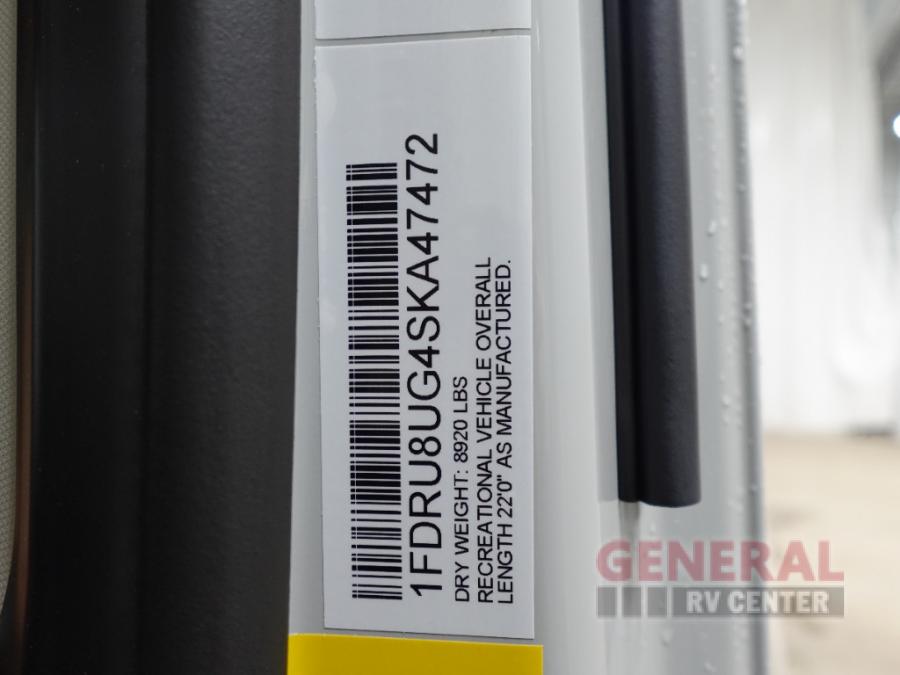 1FDRU8UG4SKA47472
DRY WEIGHT: 8920 LBS
RECREATIONAL VEHICLE OVERALL
LENGTH 22'0" AS MANUFACTURED.
GENERAL
RV CENTER